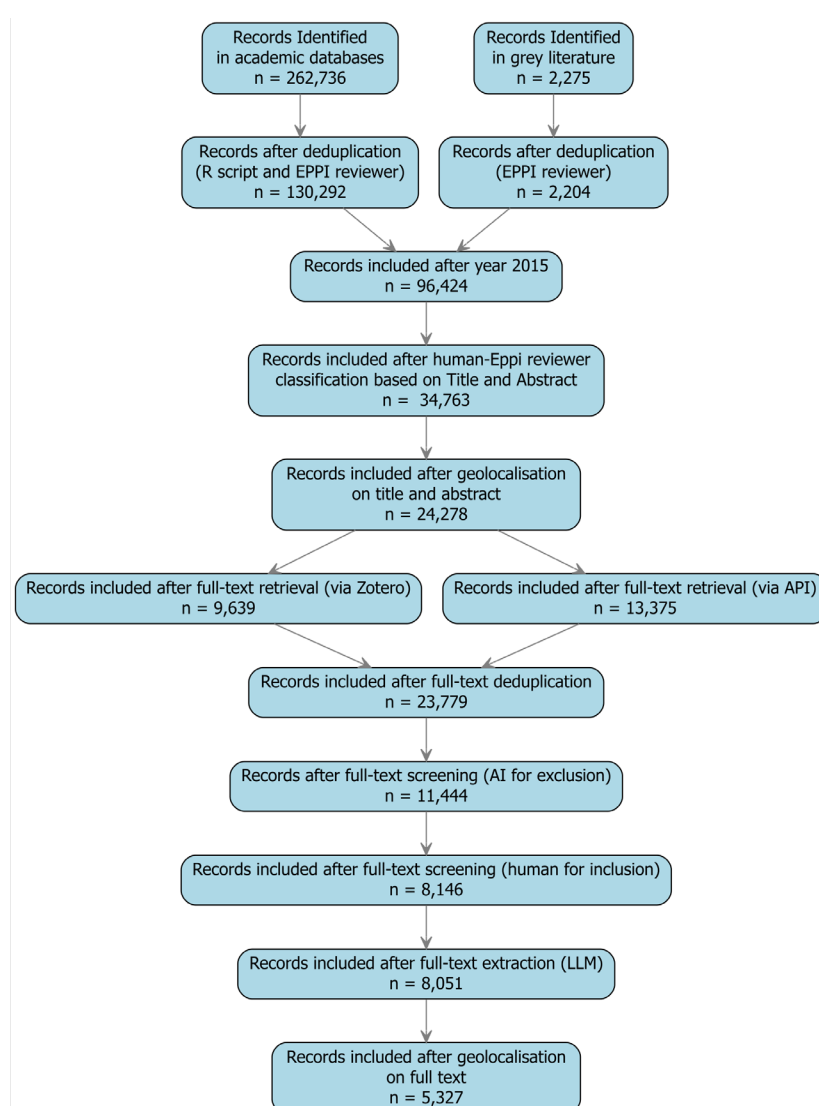 Records Identified
in academic databases
n = 262,736
Records Identified
in grey literature
n = 2,275
Records after deduplication
(R script and EPPI reviewer)
n = 130,292
Records after deduplication
(EPPI reviewer)
n = 2,204
Records included after year 2015
n = 96,424
Records included after human-Eppi reviewer
classification based on Title and Abstract
n =  34,763
Records included after geolocalisation
on title and abstract
n = 24,278
Records included after full-text retrieval (via Zotero)
n = 9,639
Records included after full-text retrieval (via API)
n = 13,375
Records included after full-text deduplication
n = 23,779
Records after full-text screening (AI for exclusion)
n = 11,444
Records included after full-text screening (human for inclusion)
n = 8,146
Records included after full-text extraction (LLM)
n = 8,051
Records included after geolocalisation
on full text
n = 5,327